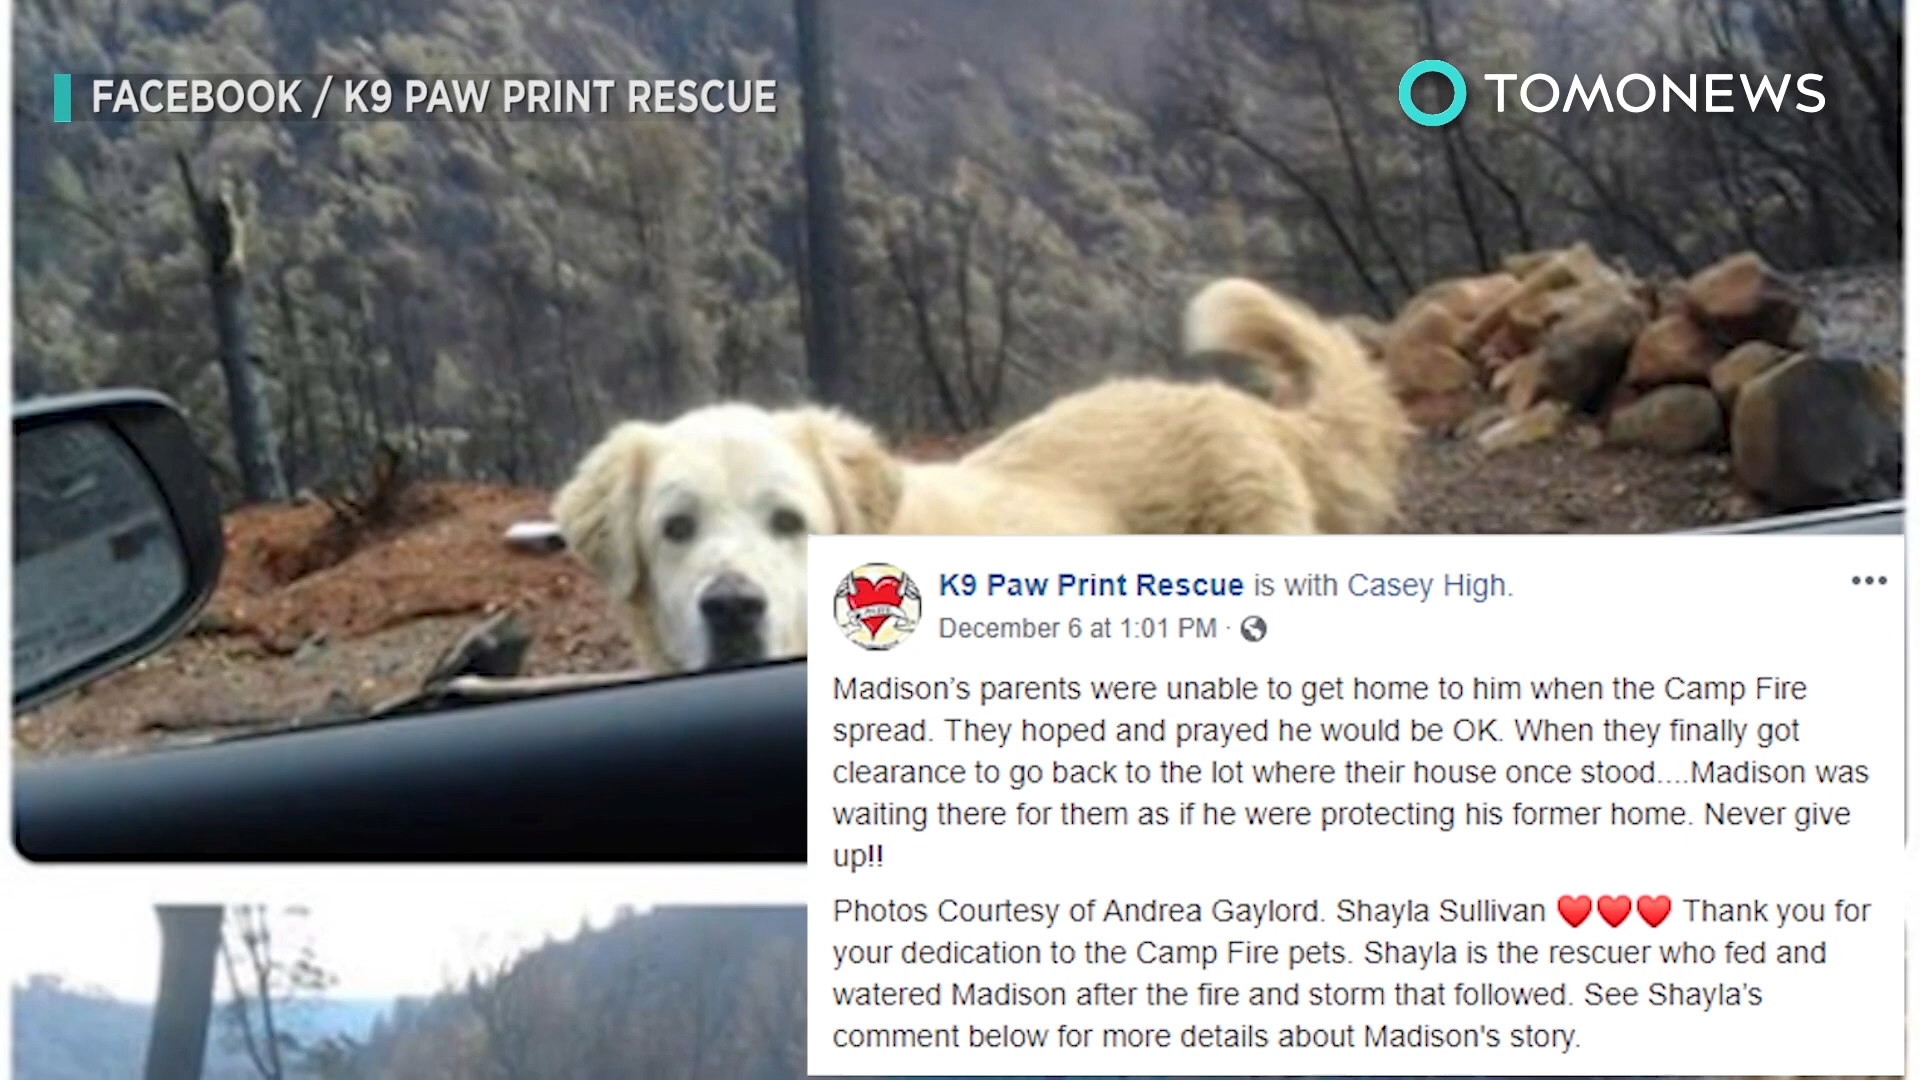 FACEBOOK / K9 PAW PRINT RESCUE
TOMONEWS
K9 Paw Print Rescue is with Casey High.
December 6 at 1:01 PM ·
Madison’s parents were unable to get home to him when the Camp Fire
spread. They hoped and prayed he would be OK. When they finally got
clearance to go back to the lot where their house once stood....Madison was
waiting there for them as if he were protecting his former home. Never give
up!!
Photos Courtesy of Andrea Gaylord. Shayla Sullivan ❤️❤️❤️ Thank you for
your dedication to the Camp Fire pets. Shayla is the rescuer who fed and
watered Madison after the fire and storm that followed. See Shayla’s
comment below for more details about Madison's story.